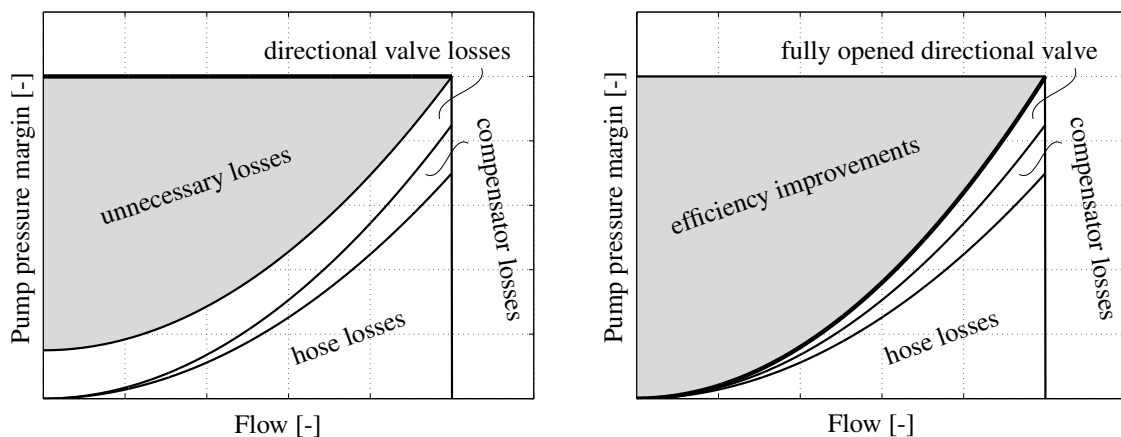 directional valve losses
unnecessary losses
compensator losses
hose losses
Pump pressure margin [-]
Flow [-]
fully opened directional valve
efficiency improvements
compensator losses
hose losses
Pump pressure margin [-]
Flow [-]